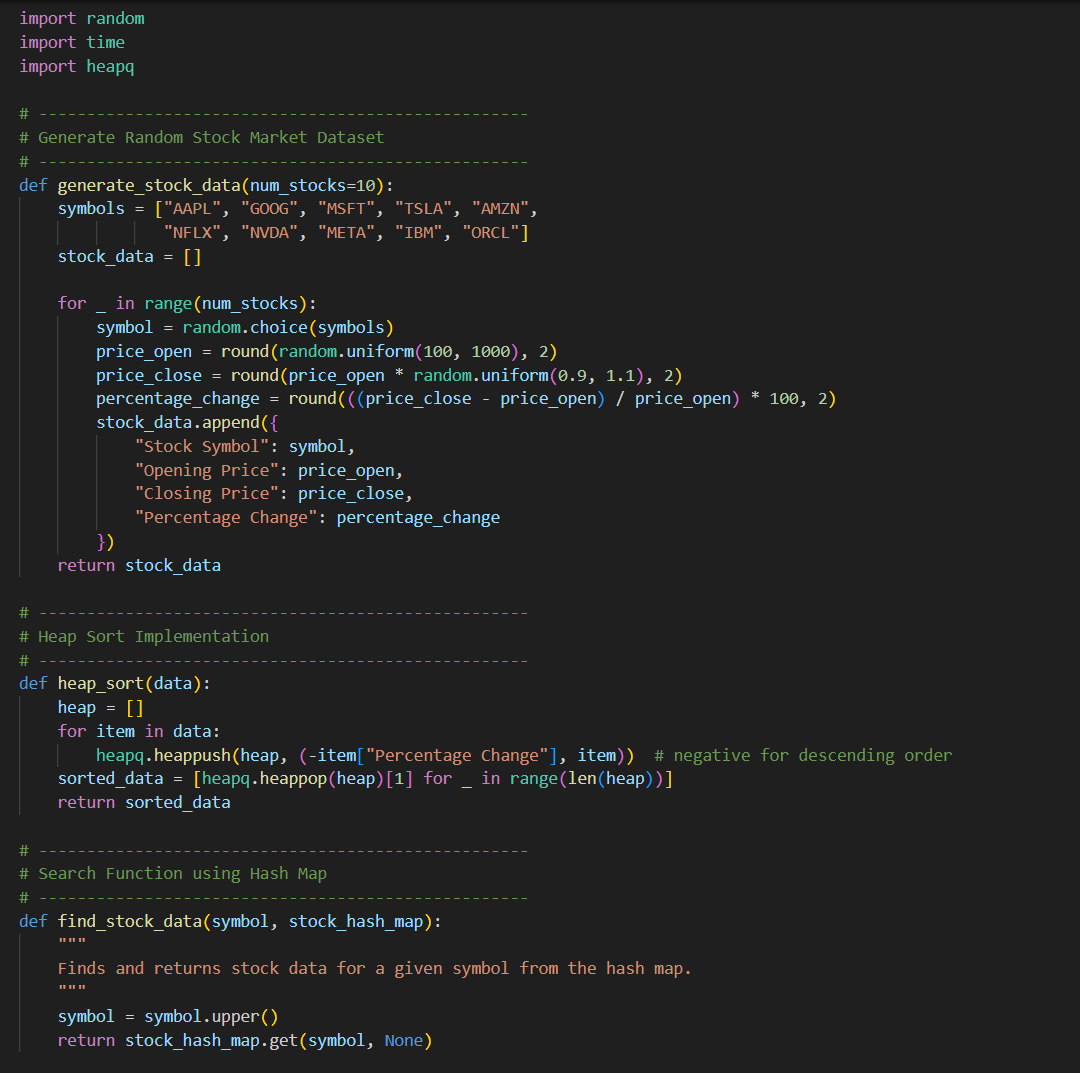 import random
import time
import heapq

# ---------------------------------------------------
# Generate Random Stock Market Dataset
# ---------------------------------------------------
def generate_stock_data(num_stocks=10):
    symbols = ["AAPL", "GOOG", "MSFT", "TSLA", "AMZN",
               "NFLX", "NVDA", "META", "IBM", "ORCL"]
    stock_data = []

    for _ in range(num_stocks):
        symbol = random.choice(symbols)
        price_open = round(random.uniform(100, 1000), 2)
        price_close = round(price_open * random.uniform(0.9, 1.1), 2)
        percentage_change = round(((price_close - price_open) / price_open) * 100, 2)
        stock_data.append({
            "Stock Symbol": symbol,
            "Opening Price": price_open,
            "Closing Price": price_close,
            "Percentage Change": percentage_change
        })
    return stock_data

# ---------------------------------------------------
# Heap Sort Implementation
# ---------------------------------------------------
def heap_sort(data):
    heap = []
    for item in data:
        heapq.heappush(heap, (-item["Percentage Change"], item))  # negative for descending order
    sorted_data = [heapq.heappop(heap)[1] for _ in range(len(heap))]
    return sorted_data

# ---------------------------------------------------
# Search Function using Hash Map
# ---------------------------------------------------
def find_stock_data(symbol, stock_hash_map):
    """
    Finds and returns stock data for a given symbol from the hash map.
    """
    symbol = symbol.upper()
    return stock_hash_map.get(symbol, None)